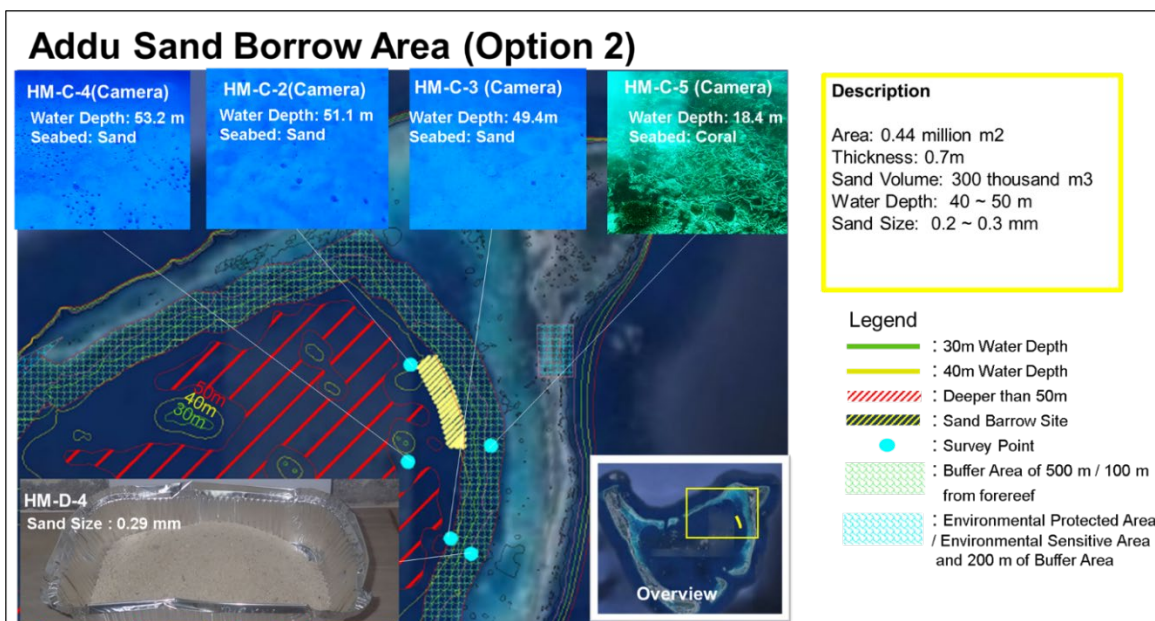 Addu Sand Borrow Area (Option 2)
HM-C-4(Camera)
Water Depth: 53.2 m
Seabed: Sand
HM-C-2(Camera)
Water Depth: 51.1 m
Seabed: Sand
HM-C-3 (Camera)
Water Depth: 49.4m
Seabed: Sand
HM-C-5 (Camera)
Water Depth: 18.4 m
Seabed: Coral
50m
40m
30m
HM-D-4
Sand Size : 0.29 mm
Overview
Description
Area: 0.44 million m2
Thickness: 0.7m
Sand Volume: 300 thousand m3
Water Depth: 40 ~ 50 m
Sand Size: 0.2 ~ 0.3 mm
Legend
: 30m Water Depth
: 40m Water Depth
: Deeper than 50m
: Sand Barrow Site
: Survey Point
: Buffer Area of 500 m / 100 m
from forereef
: Environmental Protected Area
/ Environmental Sensitive Area
and 200 m of Buffer Area